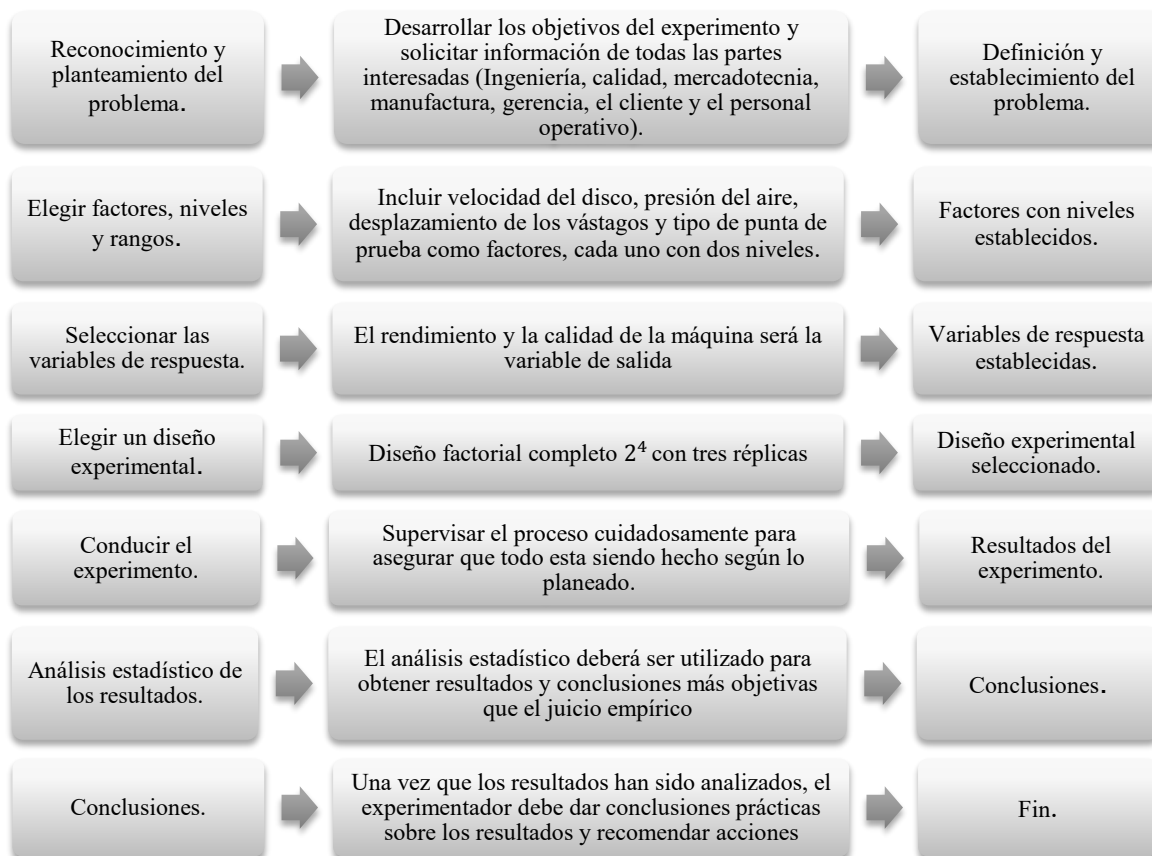 Reconocimiento y
planteamiento del
problema.
Desarrollar los objetivos del experimento y
solicitar información de todas las partes
interesadas (Ingeniería, calidad, mercadotecnia,
manufactura, gerencia, el cliente y el personal
operativo).
Definición y
establecimiento del
problema.
Elegir factores, niveles
y rangos.
Incluir velocidad del disco, presión del aire,
desplazamiento de los vástagos y tipo de punta de
prueba como factores, cada uno con dos niveles.
Factores con niveles
establecidos.
Seleccionar las
variables de respuesta.
El rendimiento y la calidad de la máquina será la
variable de salida
Variables de respuesta
establecidas.
Elegir un diseño
experimental.
Diseño factorial completo 2⁴ con tres réplicas
Diseño experimental
seleccionado.
Conducir el
experimento.
Supervisar el proceso cuidadosamente para
asegurar que todo esta siendo hecho según lo
planeado.
Resultados del
experimento.
Análisis estadístico de
los resultados.
El análisis estadístico deberá ser utilizado para
obtener resultados y conclusiones más objetivas
que el juicio empírico
Conclusiones.
Conclusiones.
Una vez que los resultados han sido analizados, el
experimentador debe dar conclusiones prácticas
sobre los resultados y recomendar acciones
Fin.